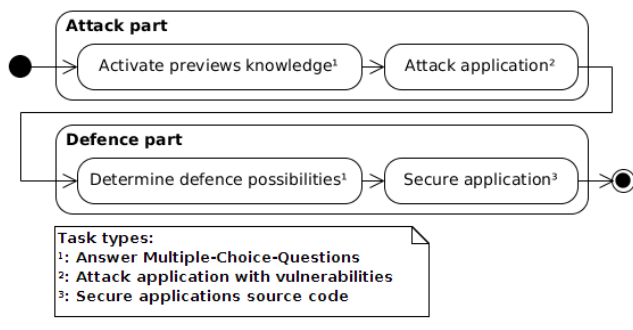 Attack part
Activate previews knowledge¹
Attack application²
Defence part
Determine defence possibilities¹
Secure application³
Task types:
¹: Answer Multiple-Choice-Questions
²: Attack application with vulnerabilities
³: Secure applications source code